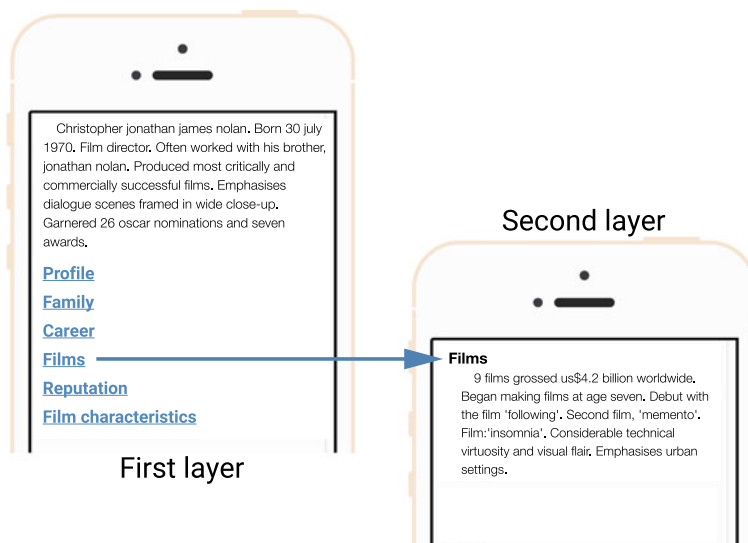 Christopher jonathan james nolan. Born 30 july
1970. Film director. Often worked with his brother,
jonathan nolan. Produced most critically and
commercially successful films. Emphasises
dialogue scenes framed in wide close-up.
Garnered 26 oscar nominations and seven
awards.
Profile
Family
Career
Films
Reputation
Film characteristics
First layer
Second layer
Films
9 films grossed us$4.2 billion worldwide.
Began making films at age seven. Debut with
the film 'following'. Second film, 'memento'.
Film:'insomnia'. Considerable technical
virtuosity and visual flair. Emphasises urban
settings.